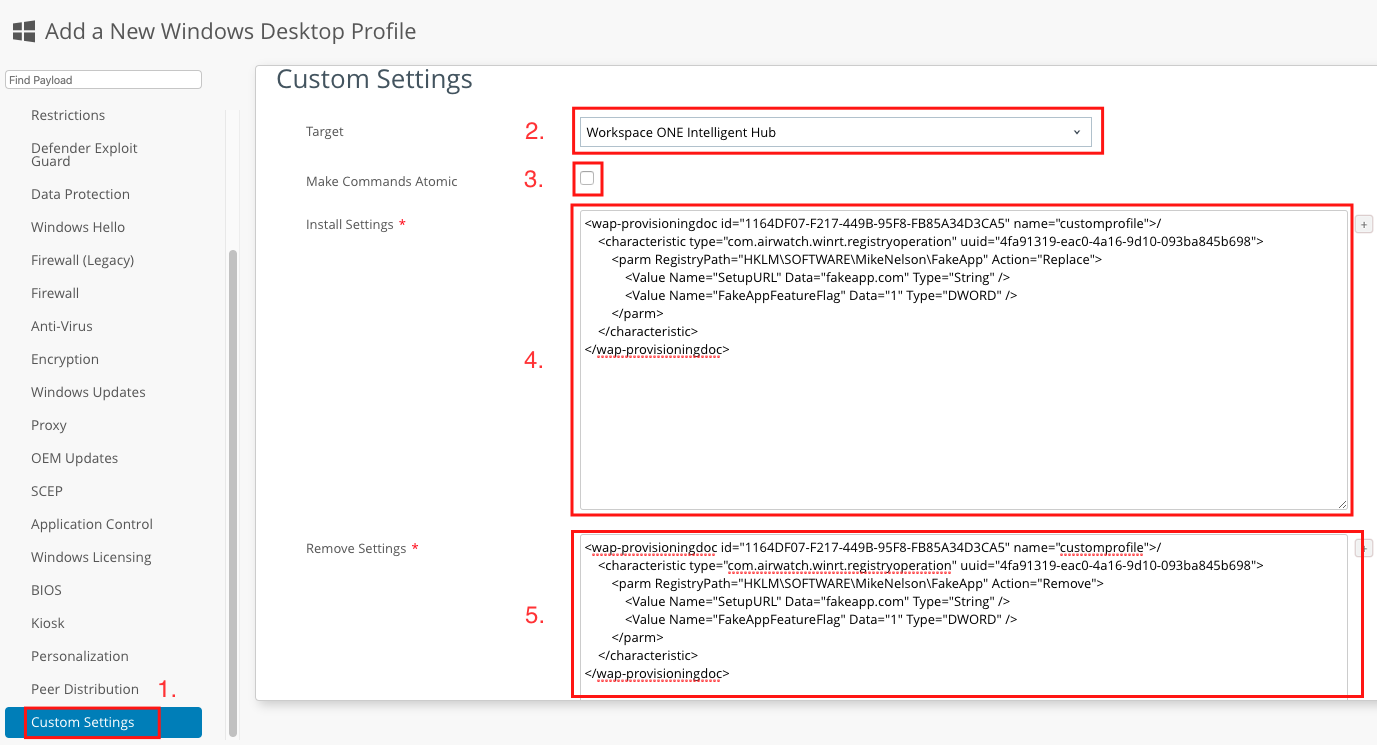 Add a New Windows Desktop Profile
Find Payload
Restrictions
Defender Exploit
Guard
Data Protection
Windows Hello
Firewall (Legacy)
Firewall
Anti-Virus
Encryption
Windows Updates
Proxy
OEM Updates
SCEP
Application Control
Windows Licensing
BIOS
Kiosk
Personalization
Peer Distribution
1.
Custom Settings
Custom Settings
Target
2.
Workspace ONE Intelligent Hub
Make Commands Atomic
3.
Install Settings *
4.
<wap-provisioningdoc id="1164DF07-F217-449B-95F8-FB85A34D3CA5" name="customprofile">/
<characteristic type="com.airwatch.winrt.registryoperation" uuid="4fa91319-eac0-4a16-9d10-093ba845b698">
<parm RegistryPath="HKLM\SOFTWARE\MikeNelson\FakeApp" Action="Replace">
<Value Name="SetupURL" Data="fakeapp.com" Type="String" />
<Value Name="FakeAppFeatureFlag" Data="1" Type="DWORD" />
</parm>
</characteristic>
</wap-provisioningdoc>
+
Remove Settings *
5.
<wap-provisioningdoc id="1164DF07-F217-449B-95F8-FB85A34D3CA5" name="customprofile">/
<characteristic type="com.airwatch.winrt.registryoperation" uuid="4fa91319-eac0-4a16-9d10-093ba845b698">
<parm RegistryPath="HKLM\SOFTWARE\MikeNelson\FakeApp" Action="Remove">
<Value Name="SetupURL" Data="fakeapp.com" Type="String" />
<Value Name="FakeAppFeatureFlag" Data="1" Type="DWORD" />
</parm>
</characteristic>
</wap-provisioningdoc>
+